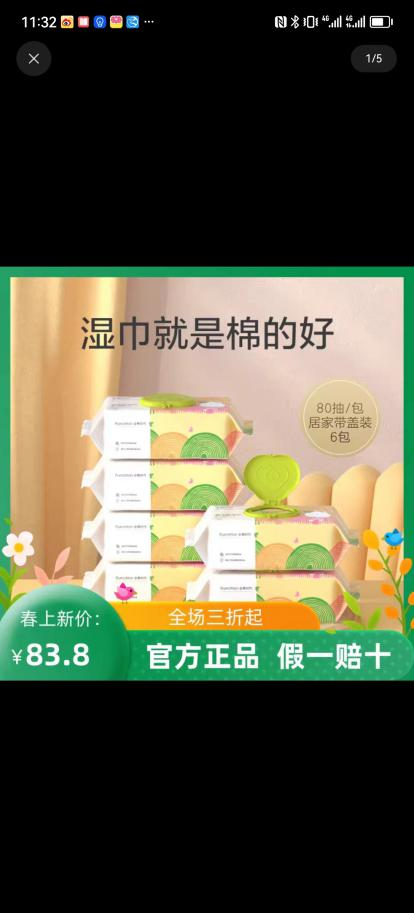 11:32
1/5
湿巾就是棉的好
80抽/包
居家带盖装
6包
春上新价:
¥83.8
全场三折起
官方正品 假一赔十